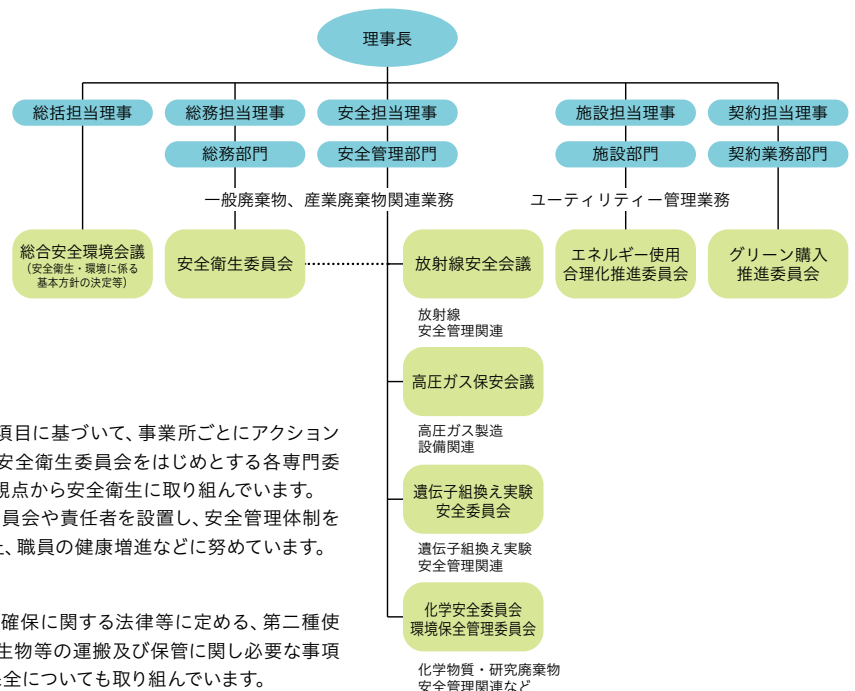 理事長
総括担当理事
総務担当理事
安全担当理事
施設担当理事
契約担当理事
総務部門
安全管理部門
施設部門
契約業務部門
一般廃棄物、産業廃棄物関連業務
ユーティリティー管理業務
総合安全環境会議
（安全衛生・環境に係る
基本方針の決定等）
安全衛生委員会
放射線安全会議
エネルギー使用
合理化推進委員会
グリーン購入
推進委員会
放射線
安全管理関連
高圧ガス保安会議
高圧ガス製造
設備関連
遺伝子組換え実験
安全委員会
遺伝子組換え実験
安全管理関連
化学安全委員会
環境保全管理委員会
化学物質・研究廃棄物
安全管理関連など
項目に基づいて、事業所ごとにアクション
安全衛生委員会をはじめとする各専門委
視点から安全衛生に取り組んでいます。
員会や責任者を設置し、安全管理体制を
、職員の健康増進などに努めています。
確保に関する法律等に定める、第二種使
生物等の運搬及び保管に関し必要な事項
全についても取り組んでいます。